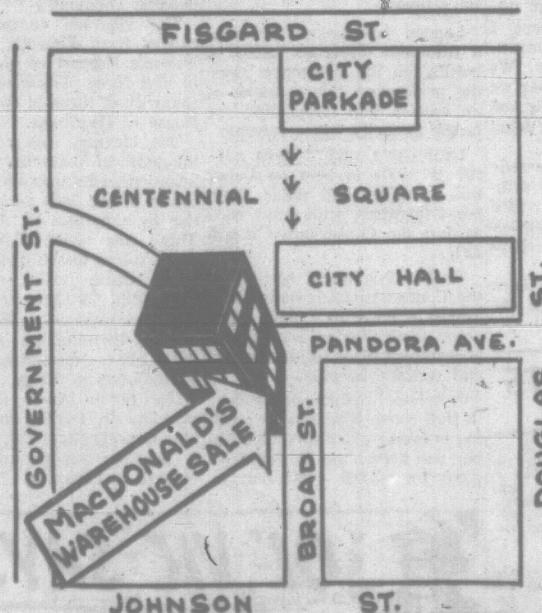 FISGARD ST.
CITY
PARKADE
CENTENNIAL SQUARE
GOVERNMENT ST.
CITY HALL
PANDORA AVE.
DOUGLAS ST.
BROAD ST.
MACDONALD'S
WAREHOUSE SALE
JOHNSON ST.